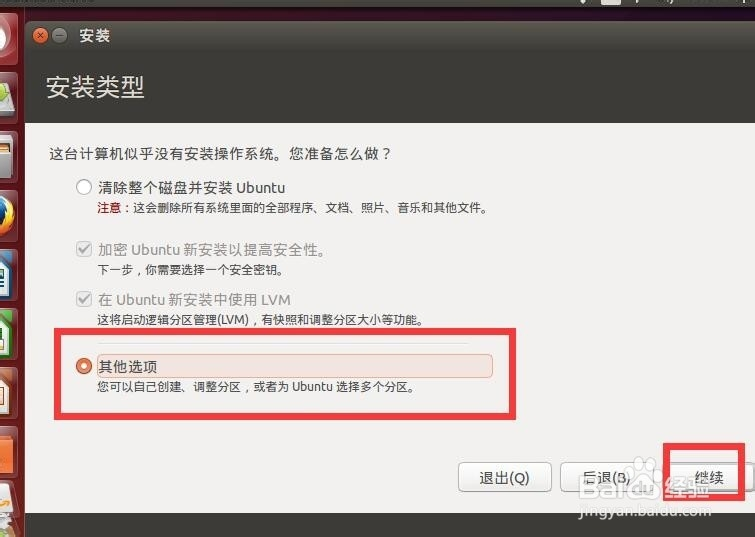 安装
安装类型
这台计算机似乎没有安装操作系统。您准备怎么做？
清除整个磁盘并安装 Ubuntu
注意：这会删除所有系统里面的全部程序、文档、照片、音乐和其他文件。
加密 Ubuntu 新安装以提高安全性。
下一步，你需要选择一个安全密钥。
在 Ubuntu 新安装中使用 LVM
这将启动逻辑分区管理(LVM)，有快照和调整分区大小等功能。
其他选项
您可以自己创建、调整分区，或者为 Ubuntu 选择多个分区。
退出(Q) 后退(B) 继续
Baidu 经验
jingyan.baidu.com